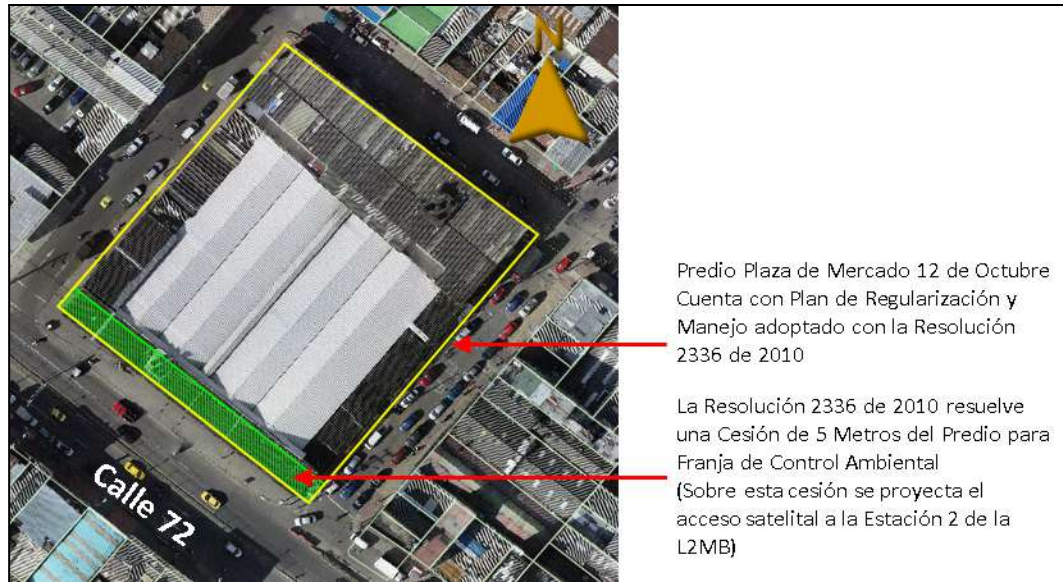 N
Predio Plaza de Mercado 12 de Octubre
Cuenta con Plan de Regularización y
Manejo adoptado con la Resolución
2336 de 2010
La Resolución 2336 de 2010 resuelve
una Cesión de 5 Metros del Predio para
Franja de Control Ambiental
(Sobre esta cesión se proyecta el
acceso satelital a la Estación 2 de la
L2MB)
Calle 72